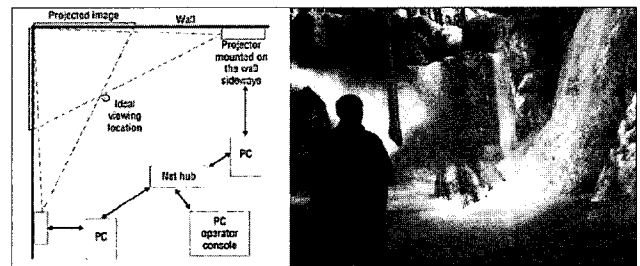 Projected image
Wall
Projector
mounted on
the wall
sideways
Ideal
viewing
location
PC
Net hub
PC
PC
operator
console